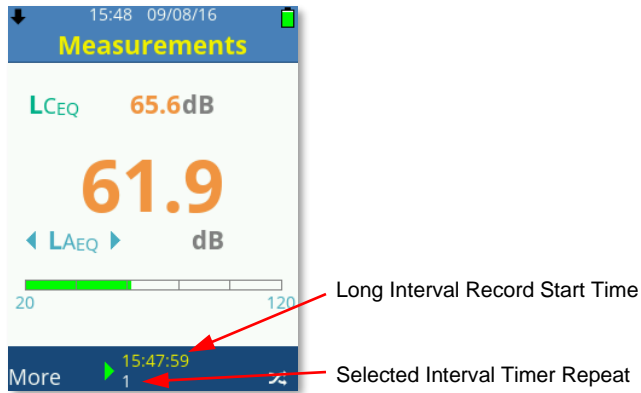 15:48 09/08/16
Measurements
LCEQ 65.6dB
61.9
LAEQ dB
20 120
Long Interval Record Start Time
15:47:59
More 1
Selected Interval Timer Repeat